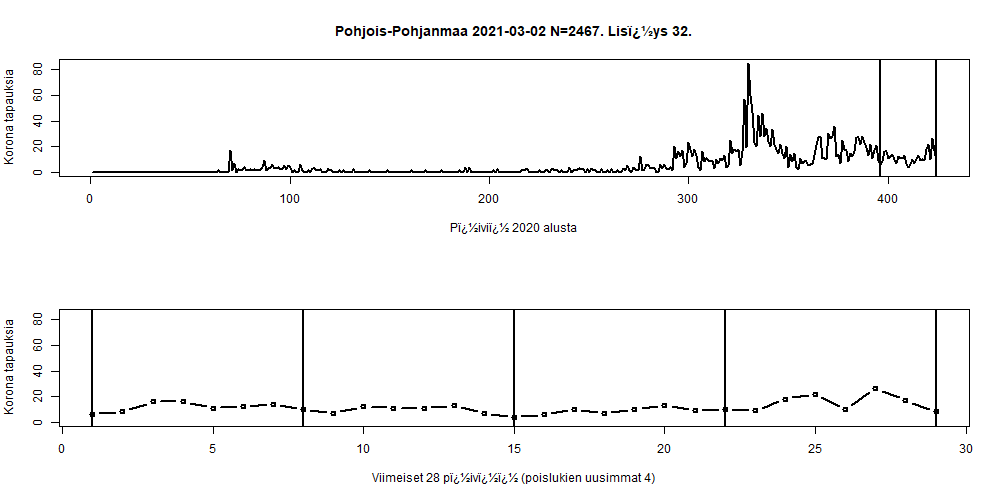 Pohjois-Pohjanmaa 2021-03-02 N=2467. Lisï¿½ys 32.
Korona tapauksia
80
60
40
20
0
0 100 200 300 400
Pï¿½iviï¿½ 2020 alusta
Korona tapauksia
80
60
40
20
0
0 5 10 15 20 25 30
Viimeiset 28 pï¿½ivï¿½ï¿½ (poislukien uusimmat 4)